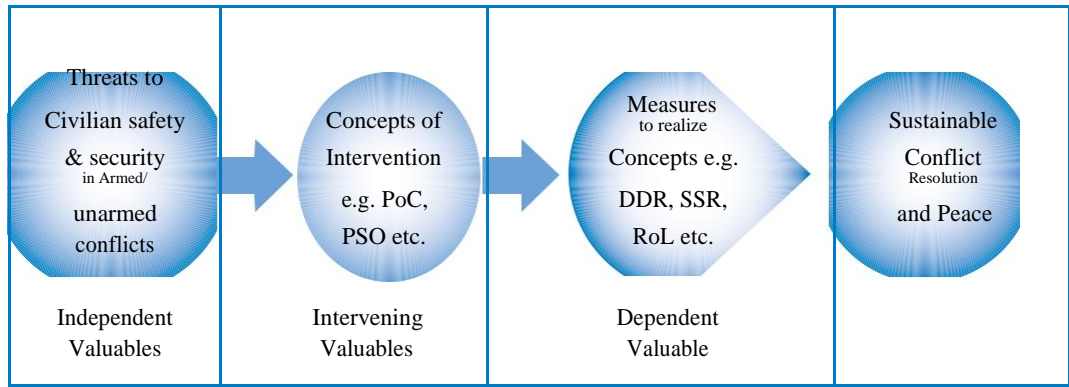 Threats to
Civilian safety
& security
in Armed/
unarmed
conflicts
Concepts of
Intervention
e.g. PoC,
PSO etc.
Measures
to realize
Concepts e.g.
DDR, SSR,
RoL etc.
Sustainable
Conflict
Resolution
and Peace
Independent
Valuables
Intervening
Valuables
Dependent
Valuable